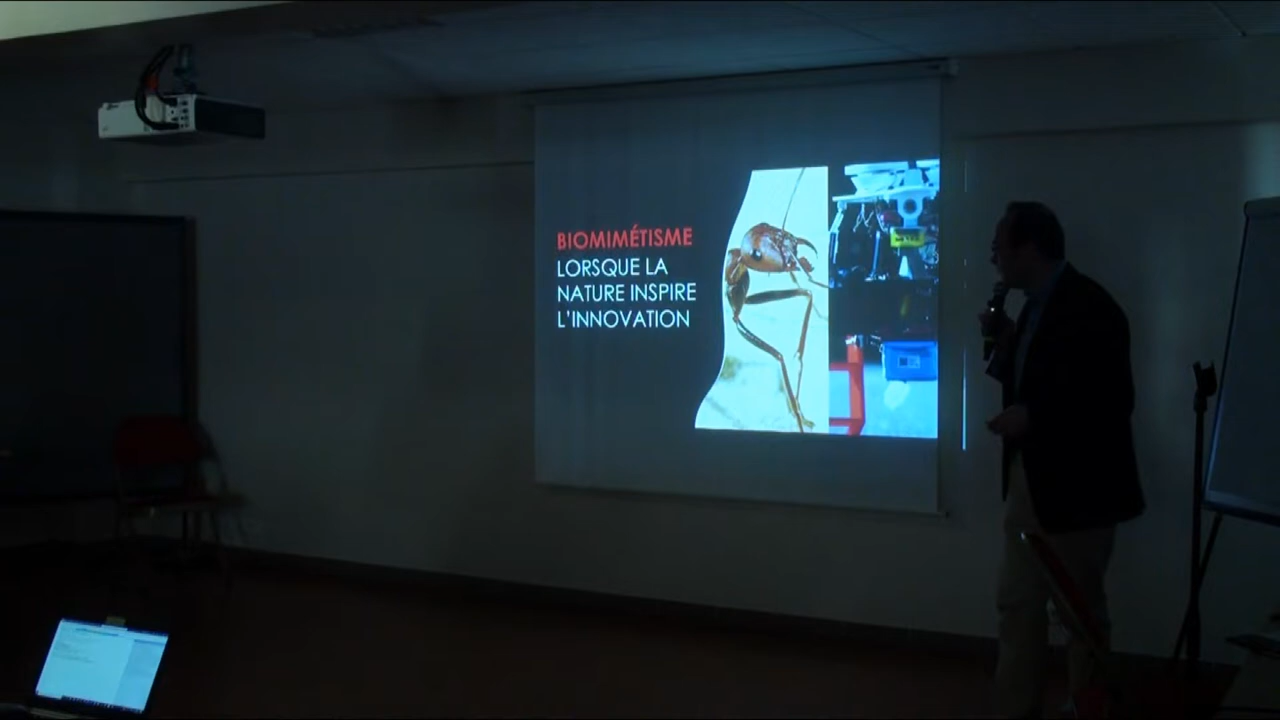 BIOMIMÉTISME
LORSQUE LA
NATURE INSPIRE
L'INNOVATION